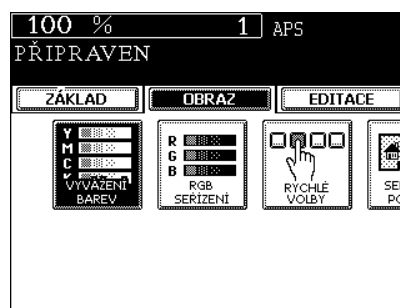 100 % 1 APS
PŘIPRAVEN
ZÁKLAD OBRAZ EDITACE
Y
M
C
K
VYVÁŽENÍ
BAREV
R
G
B
RGB
SEŘÍZENÍ
RYCHLÉ
VOLBY